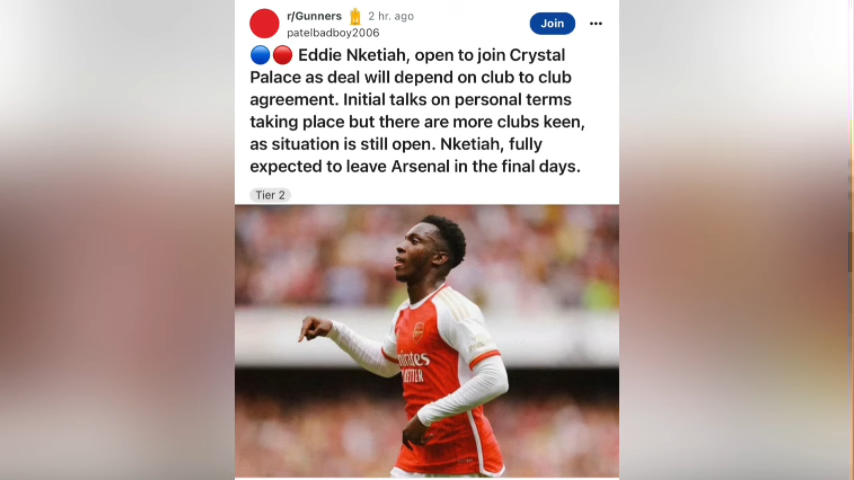 r/Gunners 2 hr. ago
patelbadboy2006
Join
Eddie Nketiah, open to join Crystal
Palace as deal will depend on club to club
agreement. Initial talks on personal terms
taking place but there are more clubs keen,
as situation is still open. Nketiah, fully
expected to leave Arsenal in the final days.
Tier 2